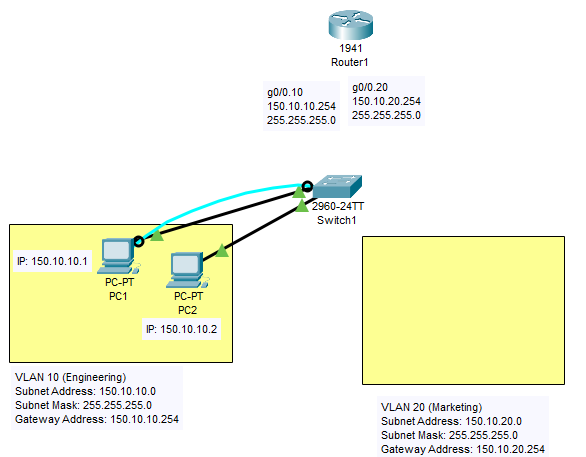 1941
Router1
g0/0.10
150.10.10.254
255.255.255.0
g0/0.20
150.10.20.254
255.255.255.0
2960-24TT
Switch1
IP: 150.10.10.1
PC-PT
PC1
PC-PT
PC2
IP: 150.10.10.2
VLAN 10 (Engineering)
Subnet Address: 150.10.10.0
Subnet Mask: 255.255.255.0
Gateway Address: 150.10.10.254
VLAN 20 (Marketing)
Subnet Address: 150.10.20.0
Subnet Mask: 255.255.255.0
Gateway Address: 150.10.20.254